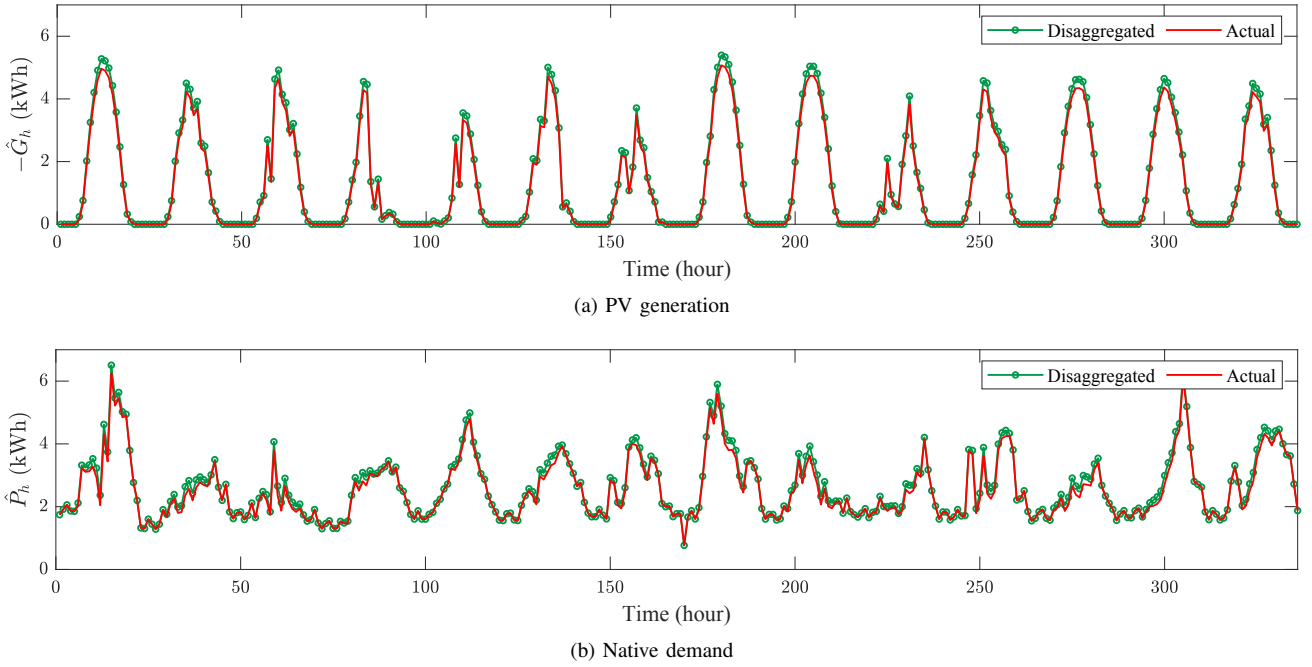 Disaggregated Actual
−Ĝₕ (kWh)
6
4
2
0
0 50 100 150 200 250 300
Time (hour)
(a) PV generation
Disaggregated Actual
P̂ₕ (kWh)
6
4
2
0
0 50 100 150 200 250 300
Time (hour)
(b) Native demand